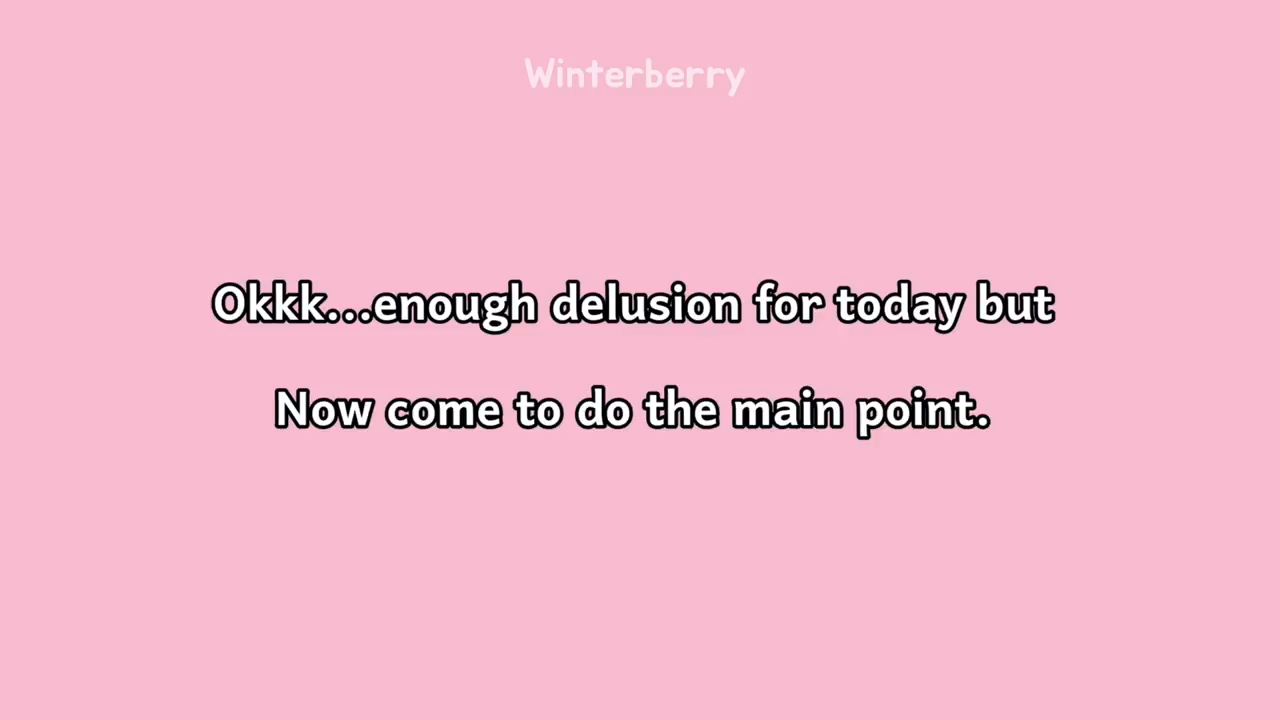 Winterberry
Okkk...enough delusion for today but
Now come to do the main point.